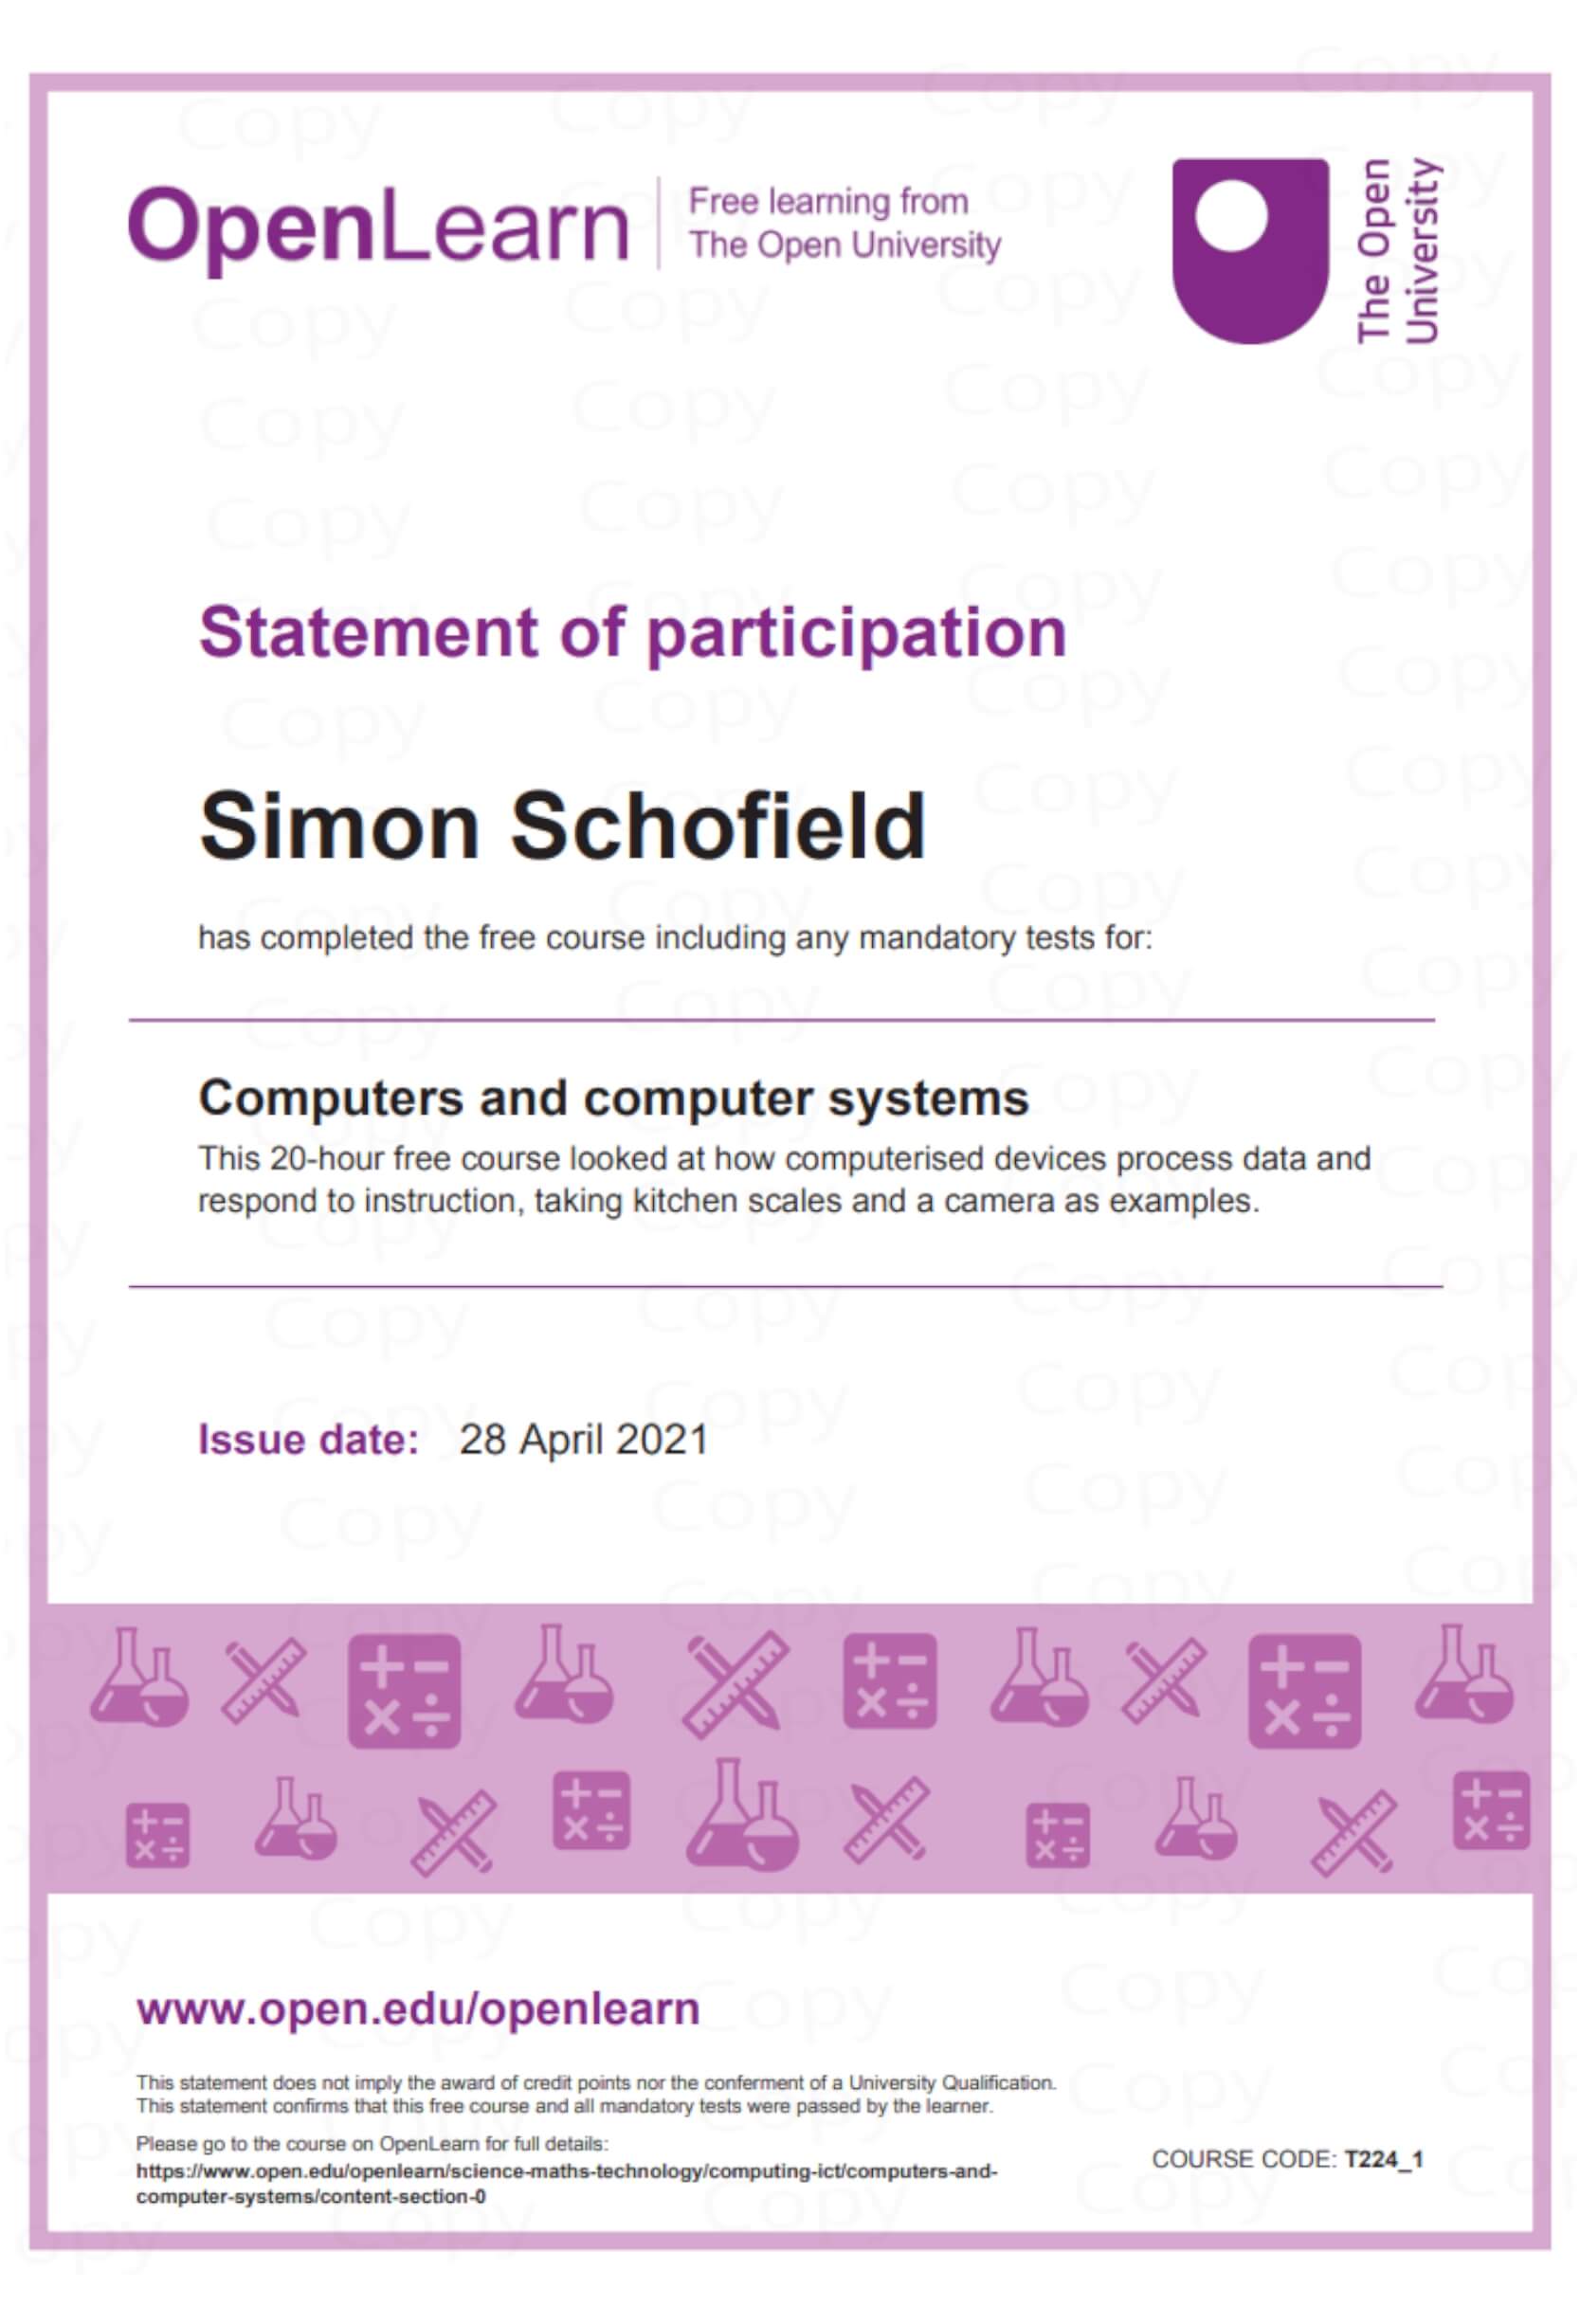 OpenLearn
Free learning from
The Open University
The Open
University
Statement of participation
Simon Schofield
has completed the free course including any mandatory tests for:
Computers and computer systems
This 20-hour free course looked at how computerised devices process data and
respond to instruction, taking kitchen scales and a camera as examples.
Issue date: 28 April 2021
www.open.edu/openlearn
This statement does not imply the award of credit points nor the conferment of a University Qualification.
This statement confirms that this free course and all mandatory tests were passed by the learner.
Please go to the course on OpenLearn for full details:
https://www.open.edu/openlearn/science-maths-technology/computing-ict/computers-and-
computer-systems/content-section-0
COURSE CODE: T224_1
Copy